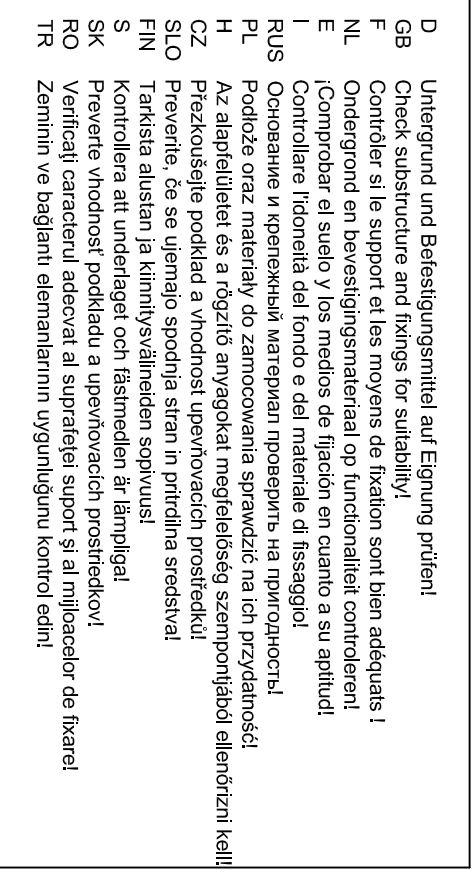 D Untergrund und Befestigungsmittel auf Eignung prüfen!
GB Check substructure and fixings for suitability!
F Contrôler si le support et les moyens de fixation sont bien adéquats !
NL Ondergrond en bevestigingsmateriaal op functionaliteit controleren!
E ¡Comprobar el suelo y los medios de fijación en cuanto a su aptitud!
I Controllare l'idoneità del fondo e del materiale di fissaggio!
RUS Основание и крепежный материал проверить на пригодность!
PL Podłoże oraz materiały do zamocowania sprawdzić na ich przydatność!
H Az alapfelületet és a rögzítő anyagokat megfelelőség szempontjából ellenőrizni kell!
CZ Přezkoušejte podklad a vhodnost upevňovacích prostředků!
SLO Preverite, če se ujemajo spodnja stran in pritrdilna sredstva!
FIN Tarkista alustan ja kiinnitysvälineiden sopivuus!
S Kontrollera att underlaget och fästmedlen är lämpliga!
SK Preverte vhodnosť podkladu a upevňovacích prostriedkov!
RO Verificaţi caracterul adecvat al suprafeţei suport şi al mijloacelor de fixare!
TR Zeminin ve bağlantı elemanlarının uygunluğunu kontrol edin!